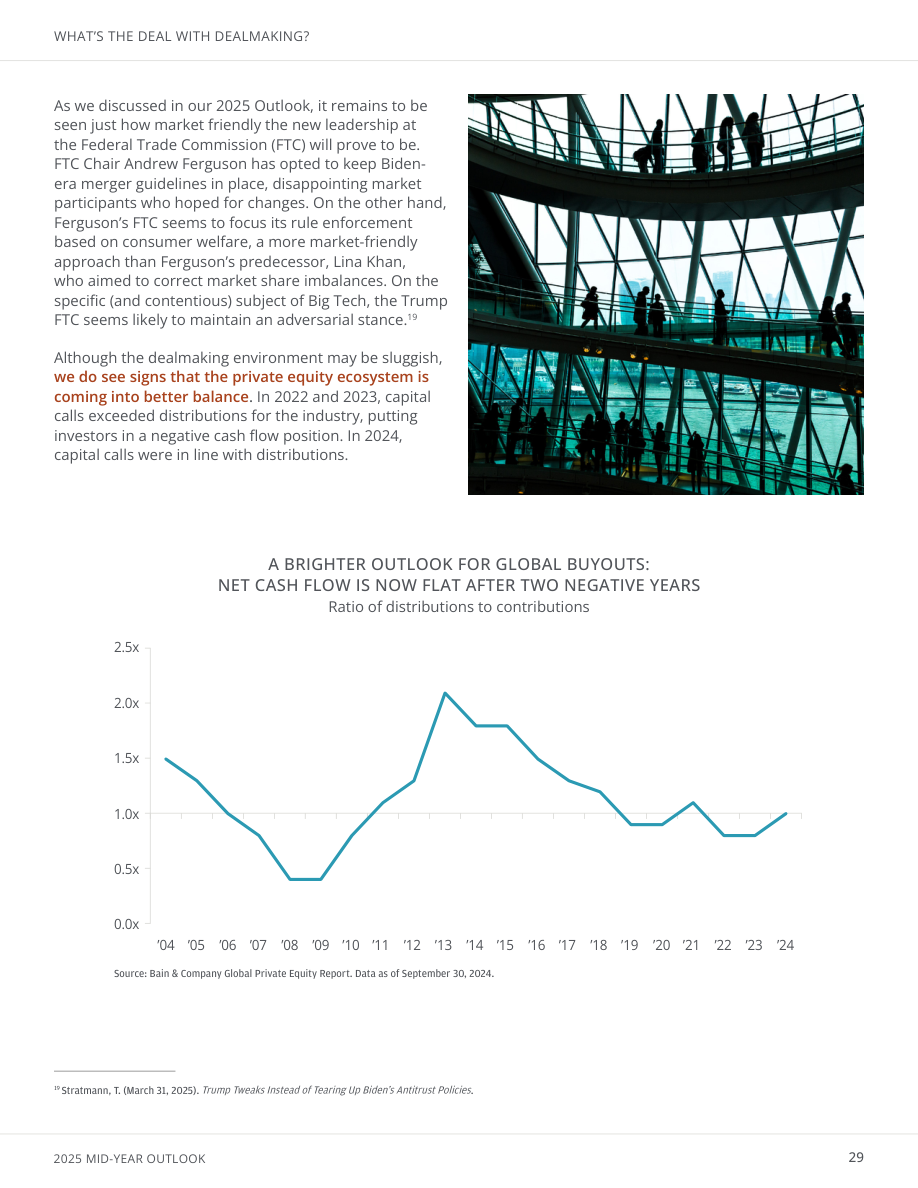 WHAT’S THE DEAL WITH DEALMAKING?
As we discussed in our 2025 Outlook, it remains to be
seen just how market friendly the new leadership at
the Federal Trade Commission (FTC) will prove to be.
FTC Chair Andrew Ferguson has opted to keep Biden-
era merger guidelines in place, disappointing market
participants who hoped for changes. On the other hand,
Ferguson’s FTC seems to focus its rule enforcement
based on consumer welfare, a more market-friendly
approach than Ferguson’s predecessor, Lina Khan,
who aimed to correct market share imbalances. On the
specific (and contentious) subject of Big Tech, the Trump
FTC seems likely to maintain an adversarial stance.19
Although the dealmaking environment may be sluggish,
we do see signs that the private equity ecosystem is
coming into better balance. In 2022 and 2023, capital
calls exceeded distributions for the industry, putting
investors in a negative cash flow position. In 2024,
capital calls were in line with distributions.
A BRIGHTER OUTLOOK FOR GLOBAL BUYOUTS:
NET CASH FLOW IS NOW FLAT AFTER TWO NEGATIVE YEARS
Ratio of distributions to contributions
2.5x
2.0x
1.5x
1.0x
0.5x
0.0x
’04 ’05 ’06 ’07 ’08 ’09 ’10 ’11 ’12 ’13 ’14 ’15 ’16 ’17 ’18 ’19 ’20 ’21 ’22 ’23 ’24
Source: Bain & Company Global Private Equity Report. Data as of September 30, 2024.
19 Stratmann, T. (March 31, 2025). Trump Tweaks Instead of Tearing Up Biden’s Antitrust Policies.
2025 MID-YEAR OUTLOOK
29